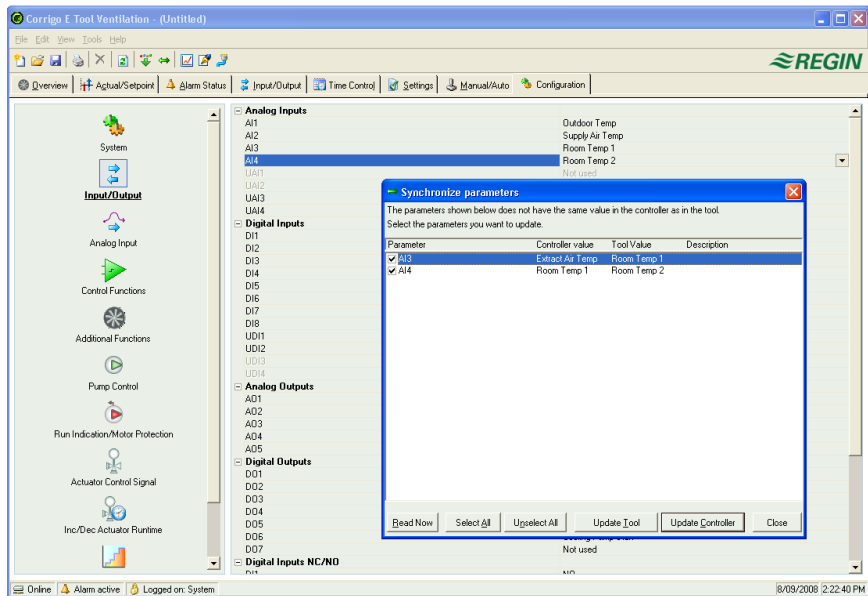 Corrigo E Tool Ventilation - (Untitled)
File Edit View Tools Help
REGIN
Overview Actual/Setpoint Alarm Status Input/Output Time Control Settings Manual/Auto Configuration
System
Input/Output
Analog Input
Control Functions
Additional Functions
Pump Control
Run Indication/Motor Protection
Actuator Control Signal
Inc/Dec Actuator Runtime
Analog Inputs
AI1 Outdoor Temp
AI2 Supply Air Temp
AI3 Room Temp 1
AI4 Room Temp 2
UAI1 Not used
UAI2
UAI3
UAI4
Digital Inputs
DI1
DI2
DI3
DI4
DI5
DI6
DI7
DI8
UDI1
UDI2
UDI3
UDI4
Analog Outputs
AO1
AO2
AO3
AO4
AO5
Digital Outputs
DO1
DO2
DO3
DO4
DO5
DO6
DO7 Not used
Digital Inputs NC/NO
DI1 NO
Synchronize parameters
The parameters shown below does not have the same value in the controller as in the tool.
Select the parameters you want to update.
Parameter Controller value Tool Value Description
AI3 Extract Air Temp Room Temp 1
AI4 Room Temp 1 Room Temp 2
Read Now Select All Unselect All Update Tool Update Controller Close
Online Alarm active Logged on: System 8/09/2008 2:22:40 PM